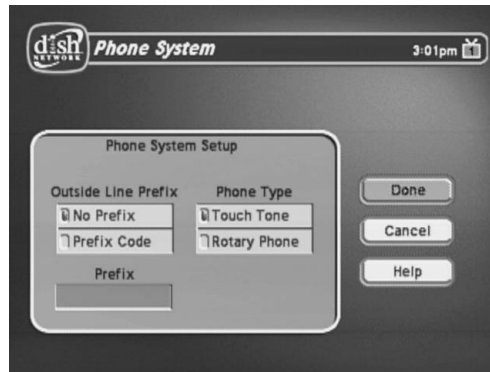 dish
NETWORK
Phone System
3:01pm 1
Phone System Setup
Outside Line Prefix
Phone Type
No Prefix
Touch Tone
Prefix Code
Rotary Phone
Prefix
Done
Cancel
Help